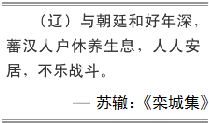 （辽）与朝廷和好年深，
蕃汉人户休养生息，人人安
居，不乐战斗。
— 苏辙：《栾城集》